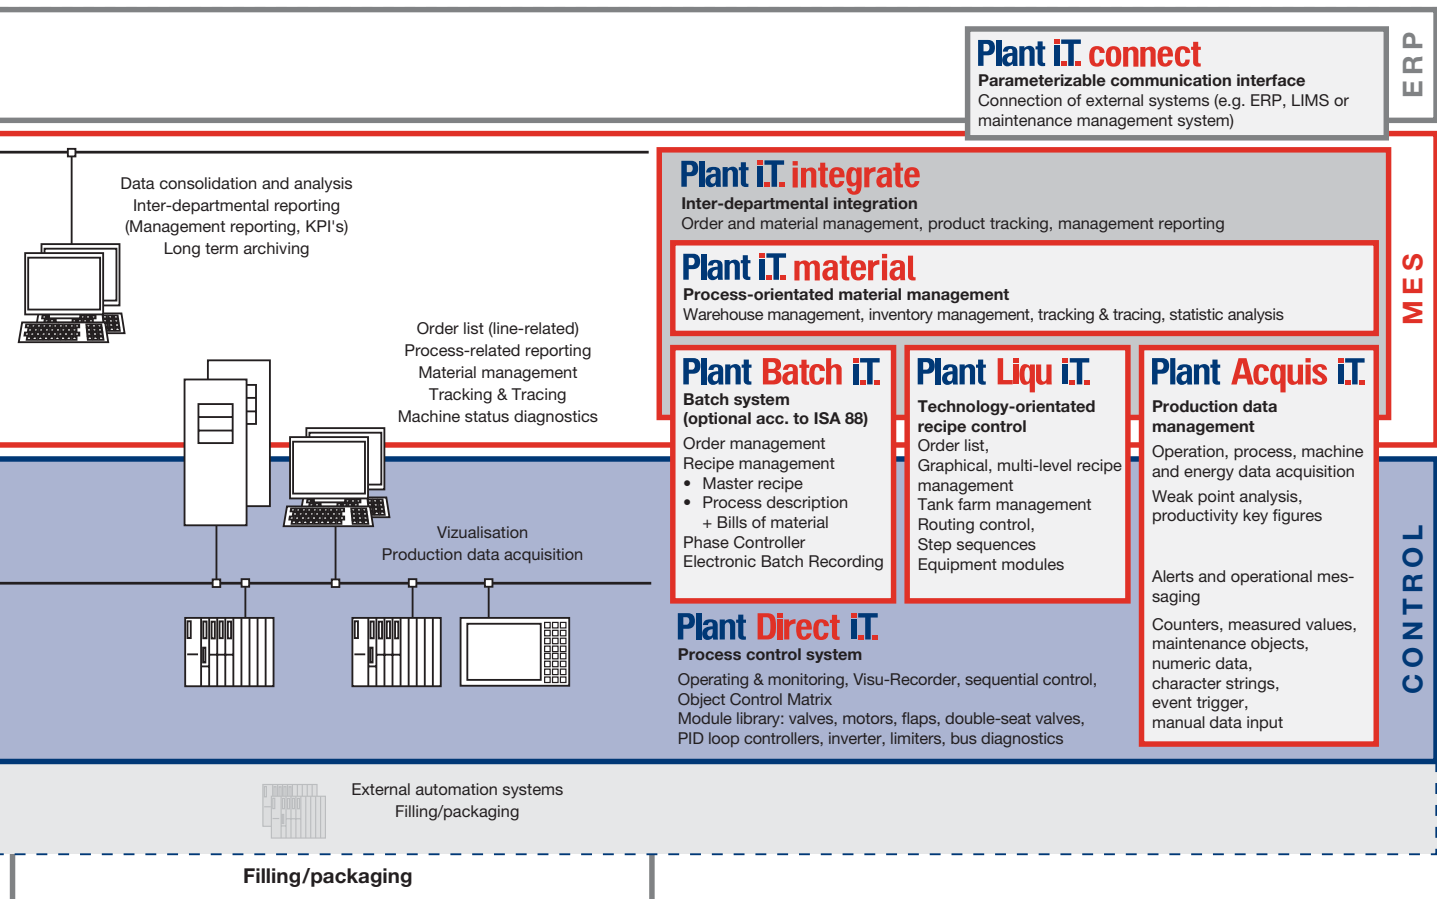 Plant i.T. connect
Parameterizable communication interface
Connection of external systems (e.g. ERP, LIMS or
maintenance management system)
ERP
Data consolidation and analysis
Inter-departmental reporting
(Management reporting, KPI's)
Long term archiving
Order list (line-related)
Process-related reporting
Material management
Tracking & Tracing
Machine status diagnostics
Plant i.T. integrate
Inter-departmental integration
Order and material management, product tracking, management reporting
Plant i.T. material
Process-orientated material management
Warehouse management, inventory management, tracking & tracing, statistic analysis
MES
Plant Batch i.T.
Batch system
(optional acc. to ISA 88)
Order management
Recipe management
• Master recipe
• Process description
+ Bills of material
Phase Controller
Electronic Batch Recording
Plant Liqu i.T.
Technology-orientated
recipe control
Order list,
Graphical, multi-level recipe
management
Tank farm management
Routing control,
Step sequences
Equipment modules
Plant Acquis i.T.
Production data
management
Operation, process, machine
and energy data acquisition
Weak point analysis,
productivity key figures
Alerts and operational mes-
saging
Counters, measured values,
maintenance objects,
numeric data,
character strings,
event trigger,
manual data input
Vizualisation
Production data acquisition
Plant Direct i.T.
Process control system
Operating & monitoring, Visu-Recorder, sequential control,
Object Control Matrix
Module library: valves, motors, flaps, double-seat valves,
PID loop controllers, inverter, limiters, bus diagnostics
CONTROL
External automation systems
Filling/packaging
Filling/packaging